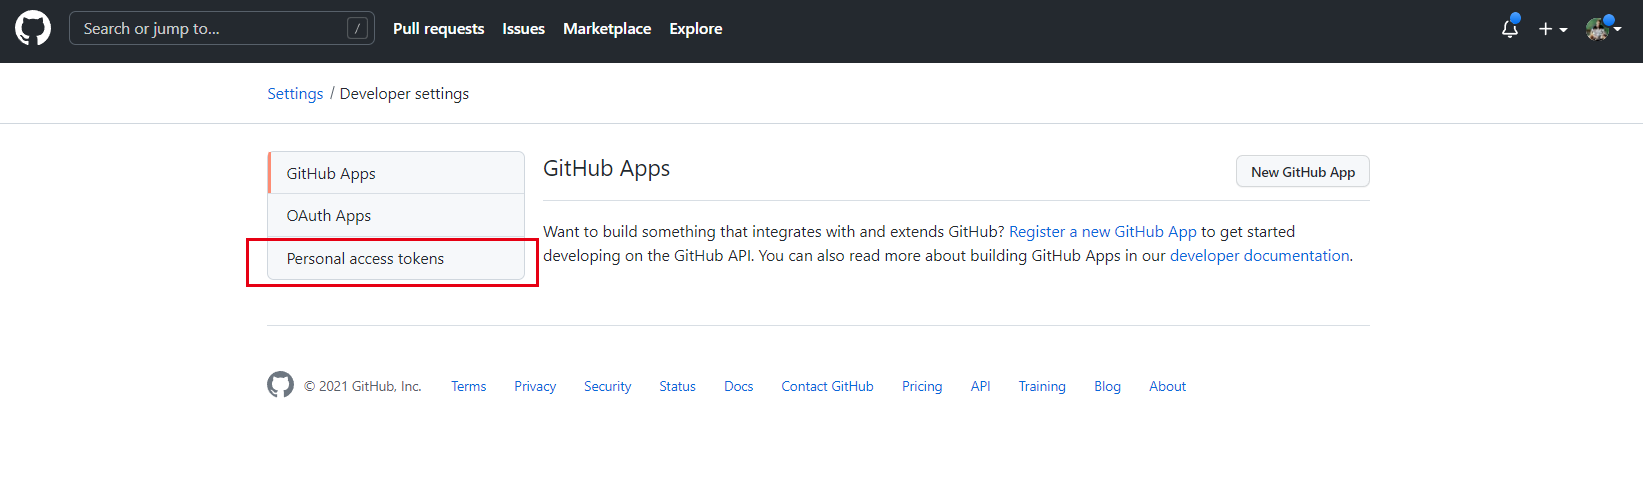 Search or jump to... / Pull requests Issues Marketplace Explore
Settings / Developer settings
GitHub Apps
OAuth Apps
Personal access tokens
GitHub Apps
New GitHub App
Want to build something that integrates with and extends GitHub? Register a new GitHub App to get started
developing on the GitHub API. You can also read more about building GitHub Apps in our developer documentation.
© 2021 GitHub, Inc. Terms Privacy Security Status Docs Contact GitHub Pricing API Training Blog About